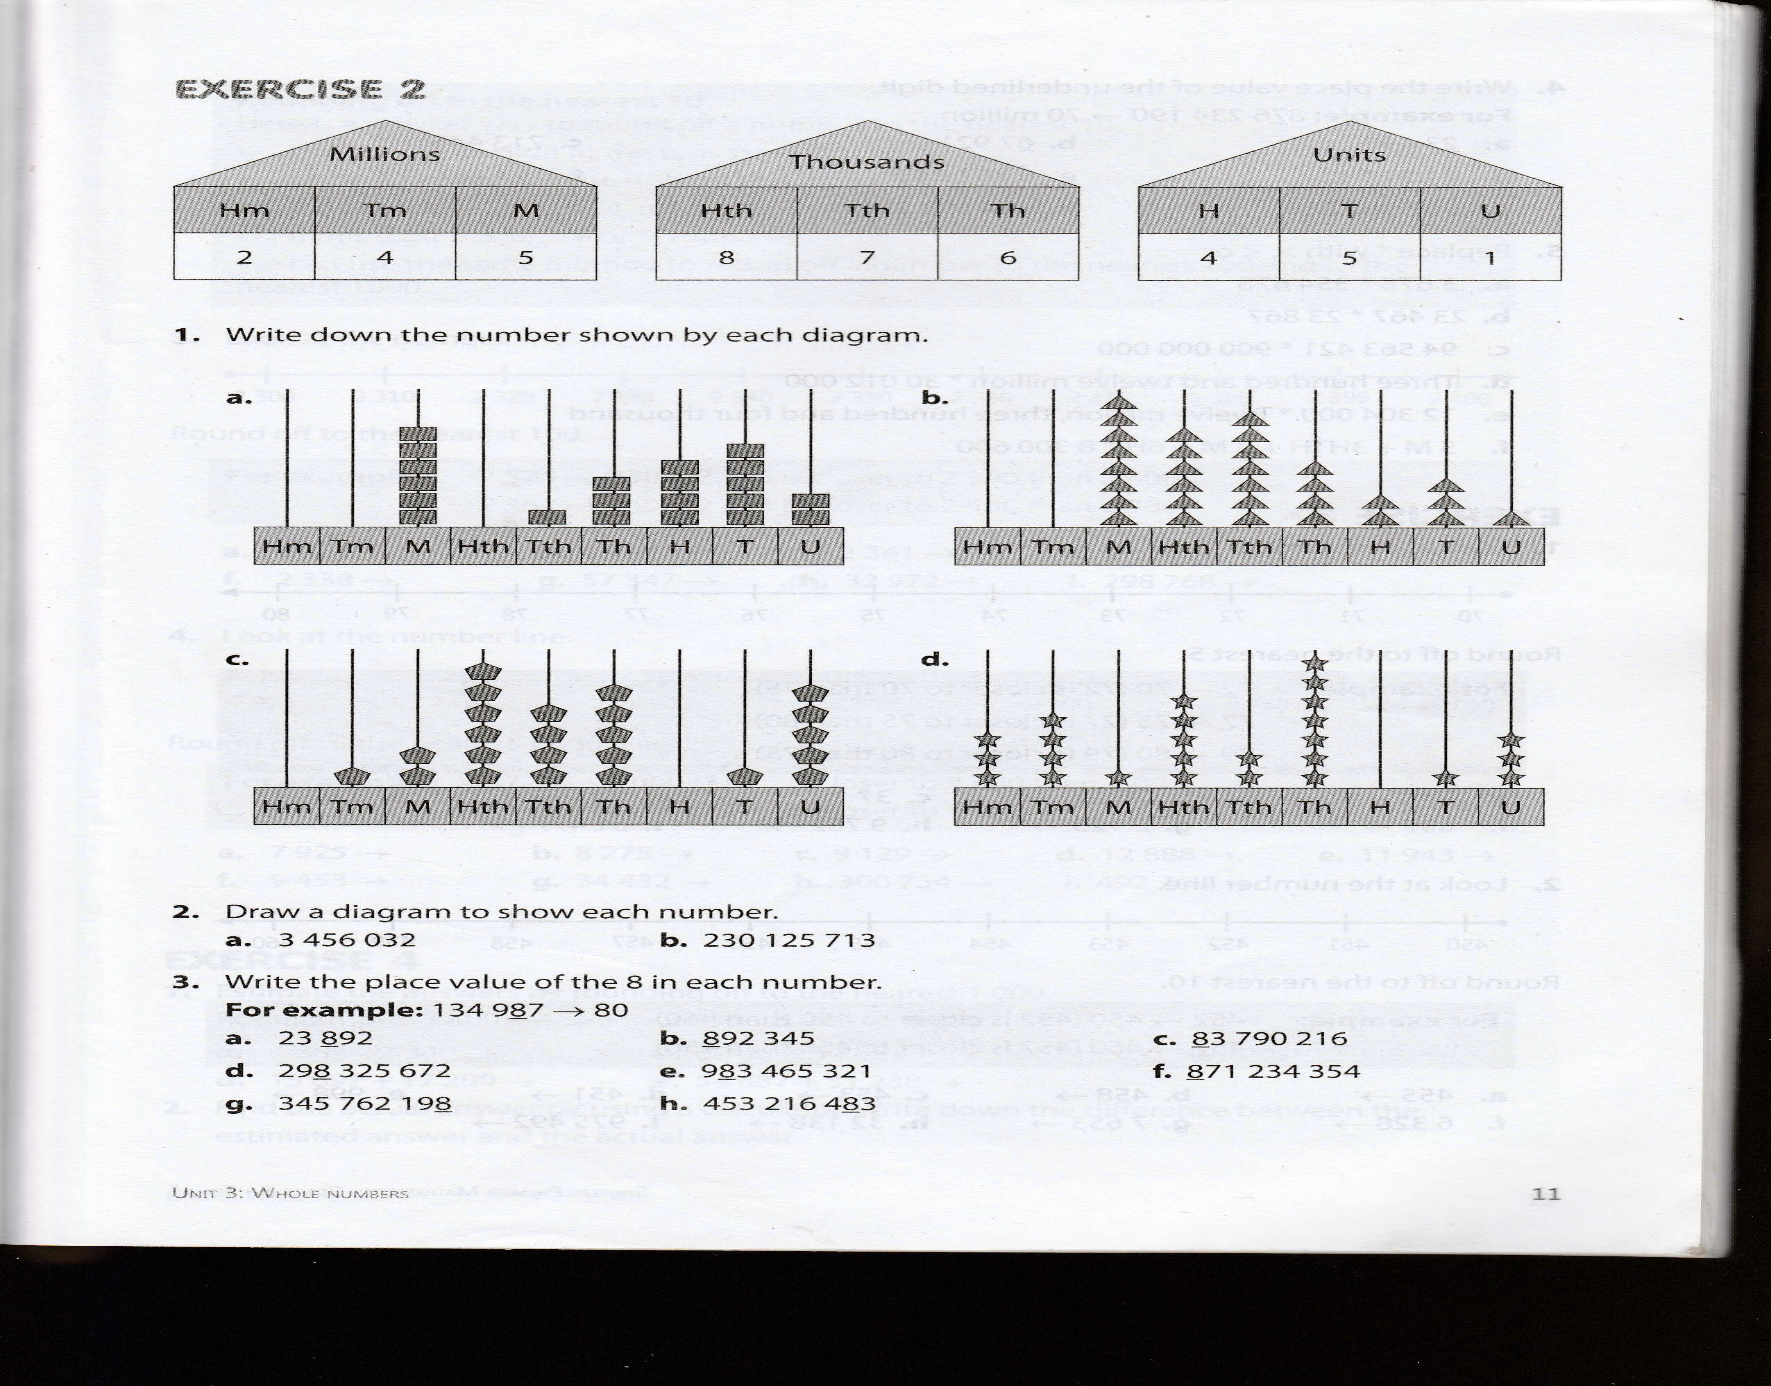 EXERCISE 2
Millions
Hm Tm M
2 4 5
Thousands
Hth Tth Th
8 7 6
Units
H T U
4 5 1
1. Write down the number shown by each diagram.
a.
Hm Tm M Hth Tth Th H T U
b.
Hm Tm M Hth Tth Th H T U
c.
Hm Tm M Hth Tth Th H T U
d.
Hm Tm M Hth Tth Th H T U
2. Draw a diagram to show each number.
a. 3 456 032 b. 230 125 713
3. Write the place value of the 8 in each number.
For example: 134 987 → 80
a. 23 892 b. 892 345 c. 83 790 216
d. 298 325 672 e. 983 465 321 f. 871 234 354
g. 345 762 198 h. 453 216 483
UNIT 3: WHOLE NUMBERS 11